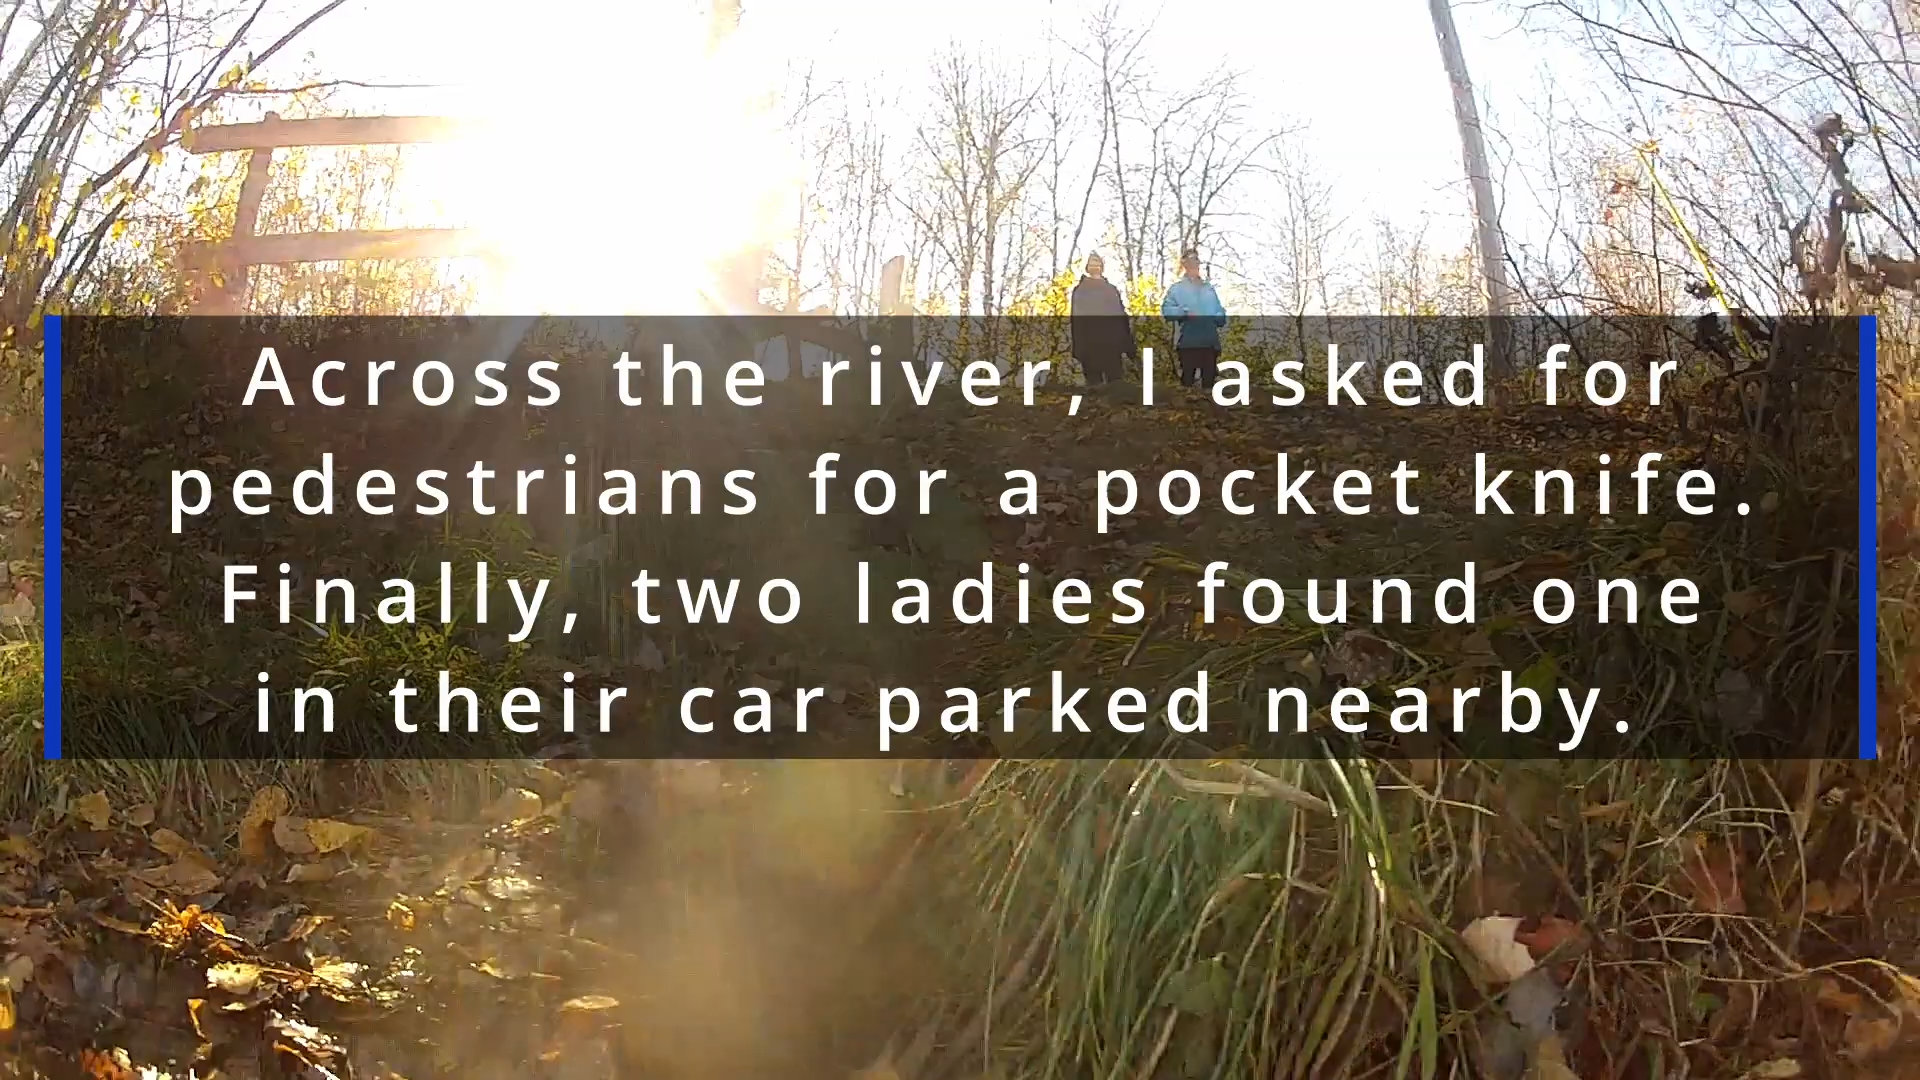 Across the river, I asked for
pedestrians for a pocket knife.
Finally, two ladies found one
in their car parked nearby.